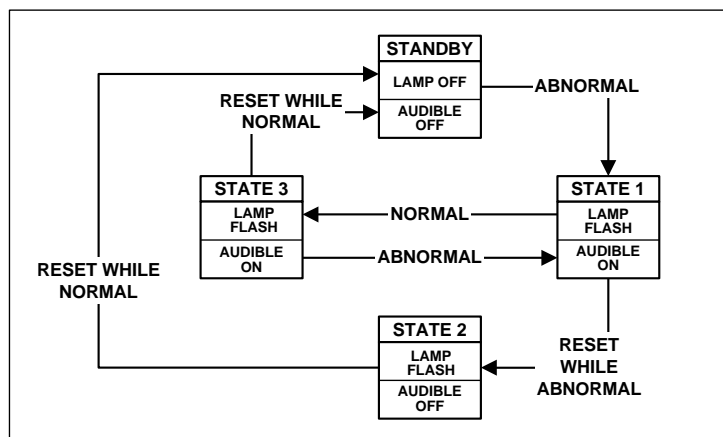 STANDBY
LAMP OFF
AUDIBLE
OFF
ABNORMAL
RESET WHILE
NORMAL
STATE 3
LAMP
FLASH
AUDIBLE
ON
NORMAL
ABNORMAL
STATE 1
LAMP
FLASH
AUDIBLE
ON
RESET WHILE
NORMAL
STATE 2
LAMP
FLASH
AUDIBLE
OFF
RESET
WHILE
ABNORMAL